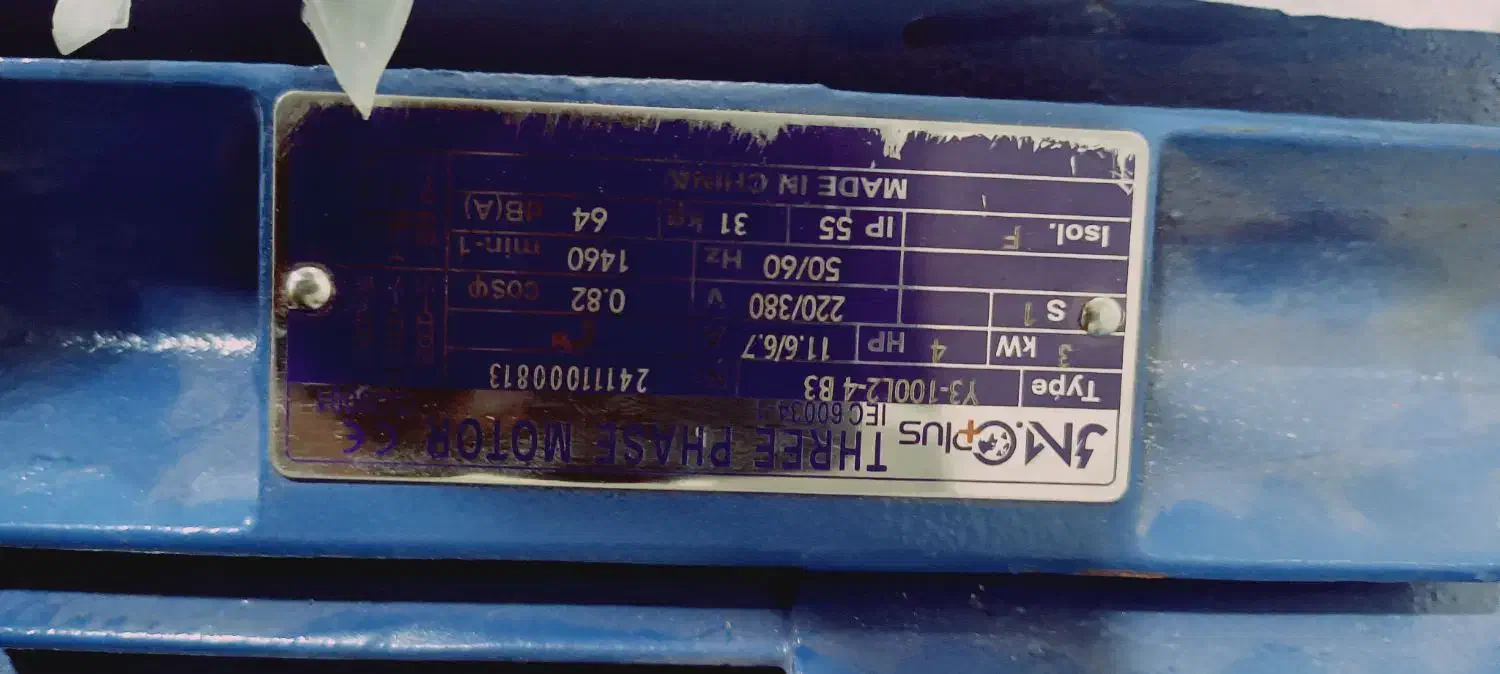 THREE PHASE MOTOR CE
Plus IEC 60034-1
Type Y3-100L2-4 B3 24111000813
3 kW 4 HP 11.6/6.7 A
S 1 220/380 V 0.82 cosφ
50/60 Hz 1460 min-1
Isol. F IP 55 31 kg 64 dB(A)
MADE IN CHINA